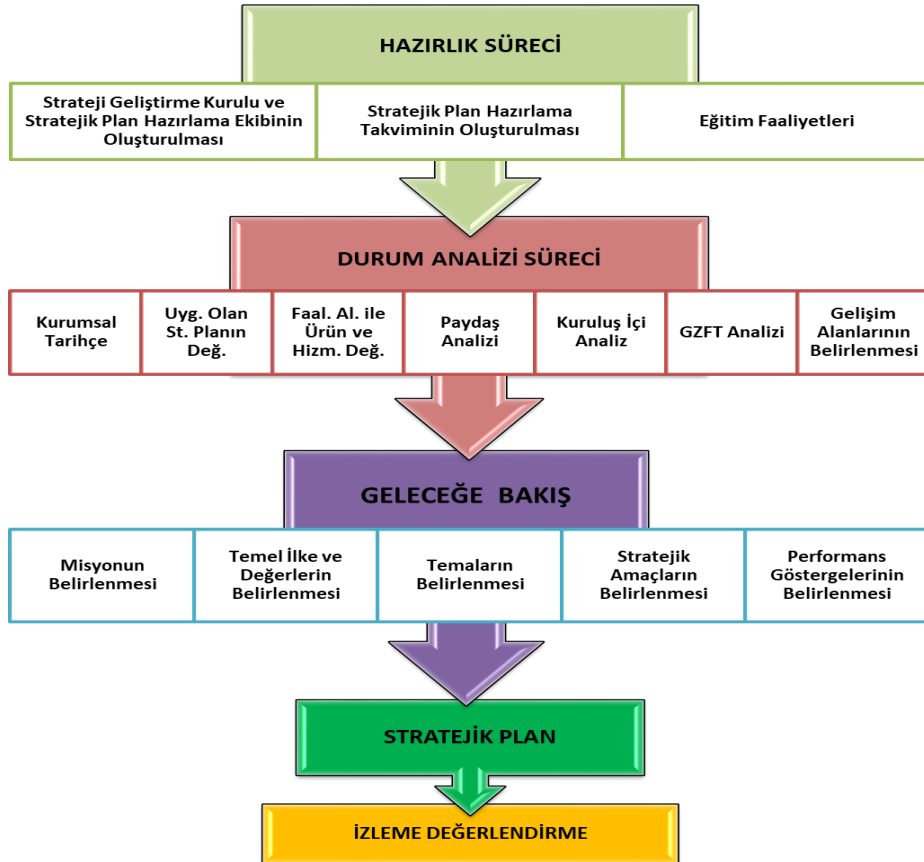 HAZIRLIK SÜRECİ
Strateji Geliştirme Kurulu ve
Stratejik Plan Hazırlama Ekibinin
Oluşturulması
Stratejik Plan Hazırlama
Takviminin Oluşturulması
Eğitim Faaliyetleri
DURUM ANALİZİ SÜRECİ
Kurumsal
Tarihçe
Uyg. Olan
St. Planın
Değ.
Faal. Al. ile
Ürün ve
Hizm. Değ.
Paydaş
Analizi
Kuruluş İçi
Analiz
GZFT Analizi
Gelişim
Alanlarının
Belirlenmesi
GELECEĞE BAKIŞ
Misyonun
Belirlenmesi
Temel İlke ve
Değerlerin
Belirlenmesi
Temaların
Belirlenmesi
Stratejik
Amaçların
Belirlenmesi
Performans
Göstergelerinin
Belirlenmesi
STRATEJİK PLAN
İZLEME DEĞERLENDİRME